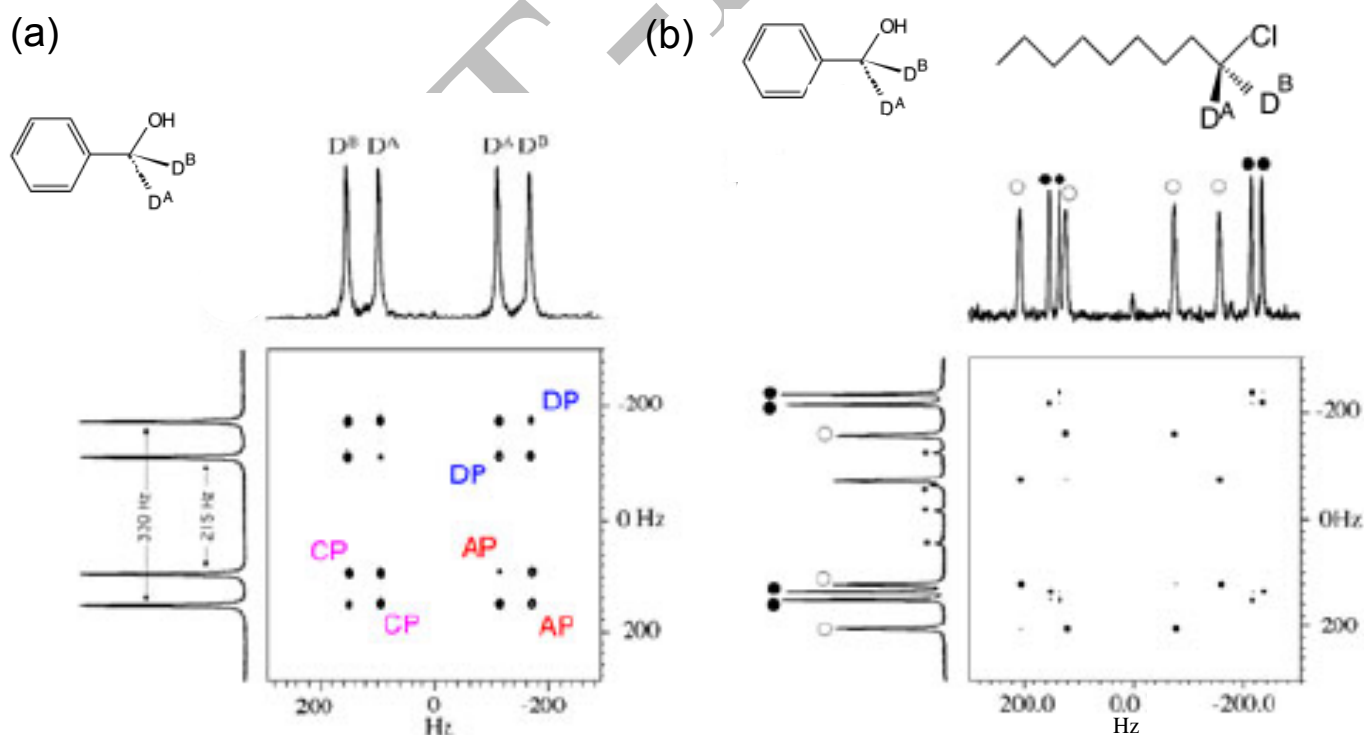 (a)
OH
D^B
D^A
D^B D^A D^A D^B
330 Hz
215 Hz
DP
DP
CP
AP
CP
AP
-200
0 Hz
200
200 0 -200
Hz
(b)
OH
D^B
D^A
Cl
D^B
D^A
-200
0Hz
200
200.0 0.0 -200.0
Hz